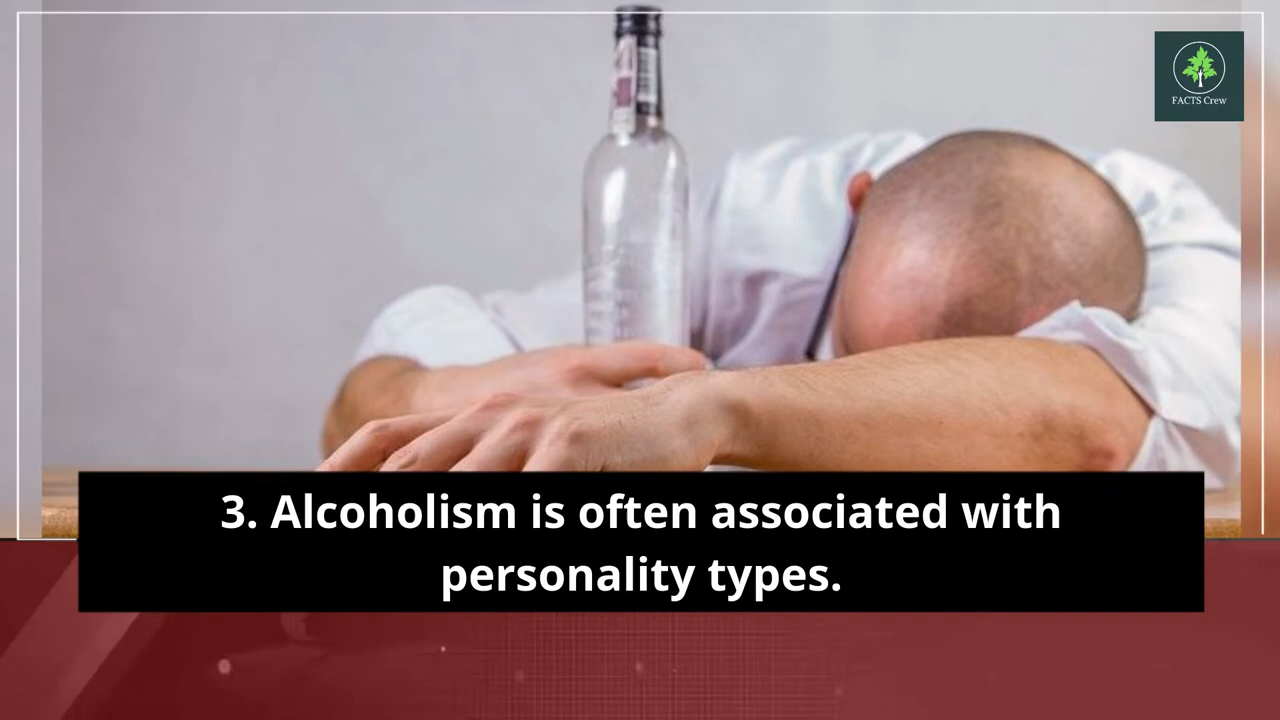 FACTS Crew
3. Alcoholism is often associated with
personality types.